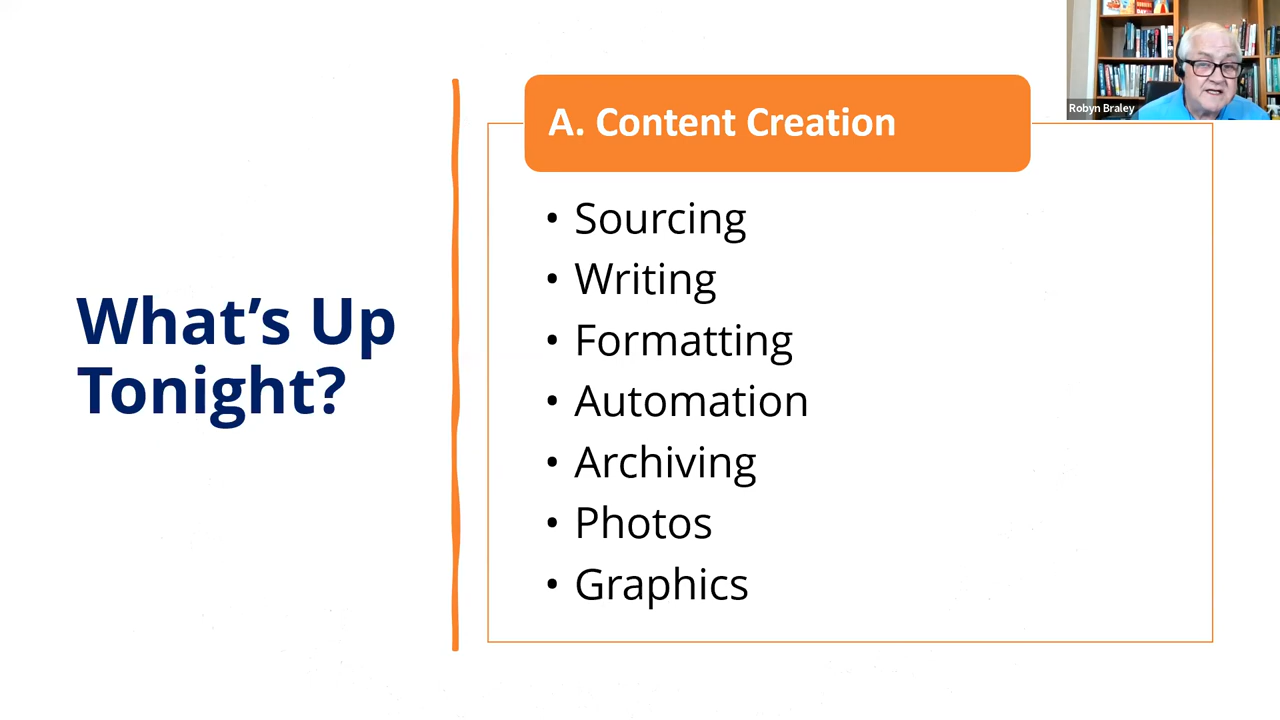 What's Up
Tonight?
A. Content Creation
• Sourcing
• Writing
• Formatting
• Automation
• Archiving
• Photos
• Graphics
Robyn Braley